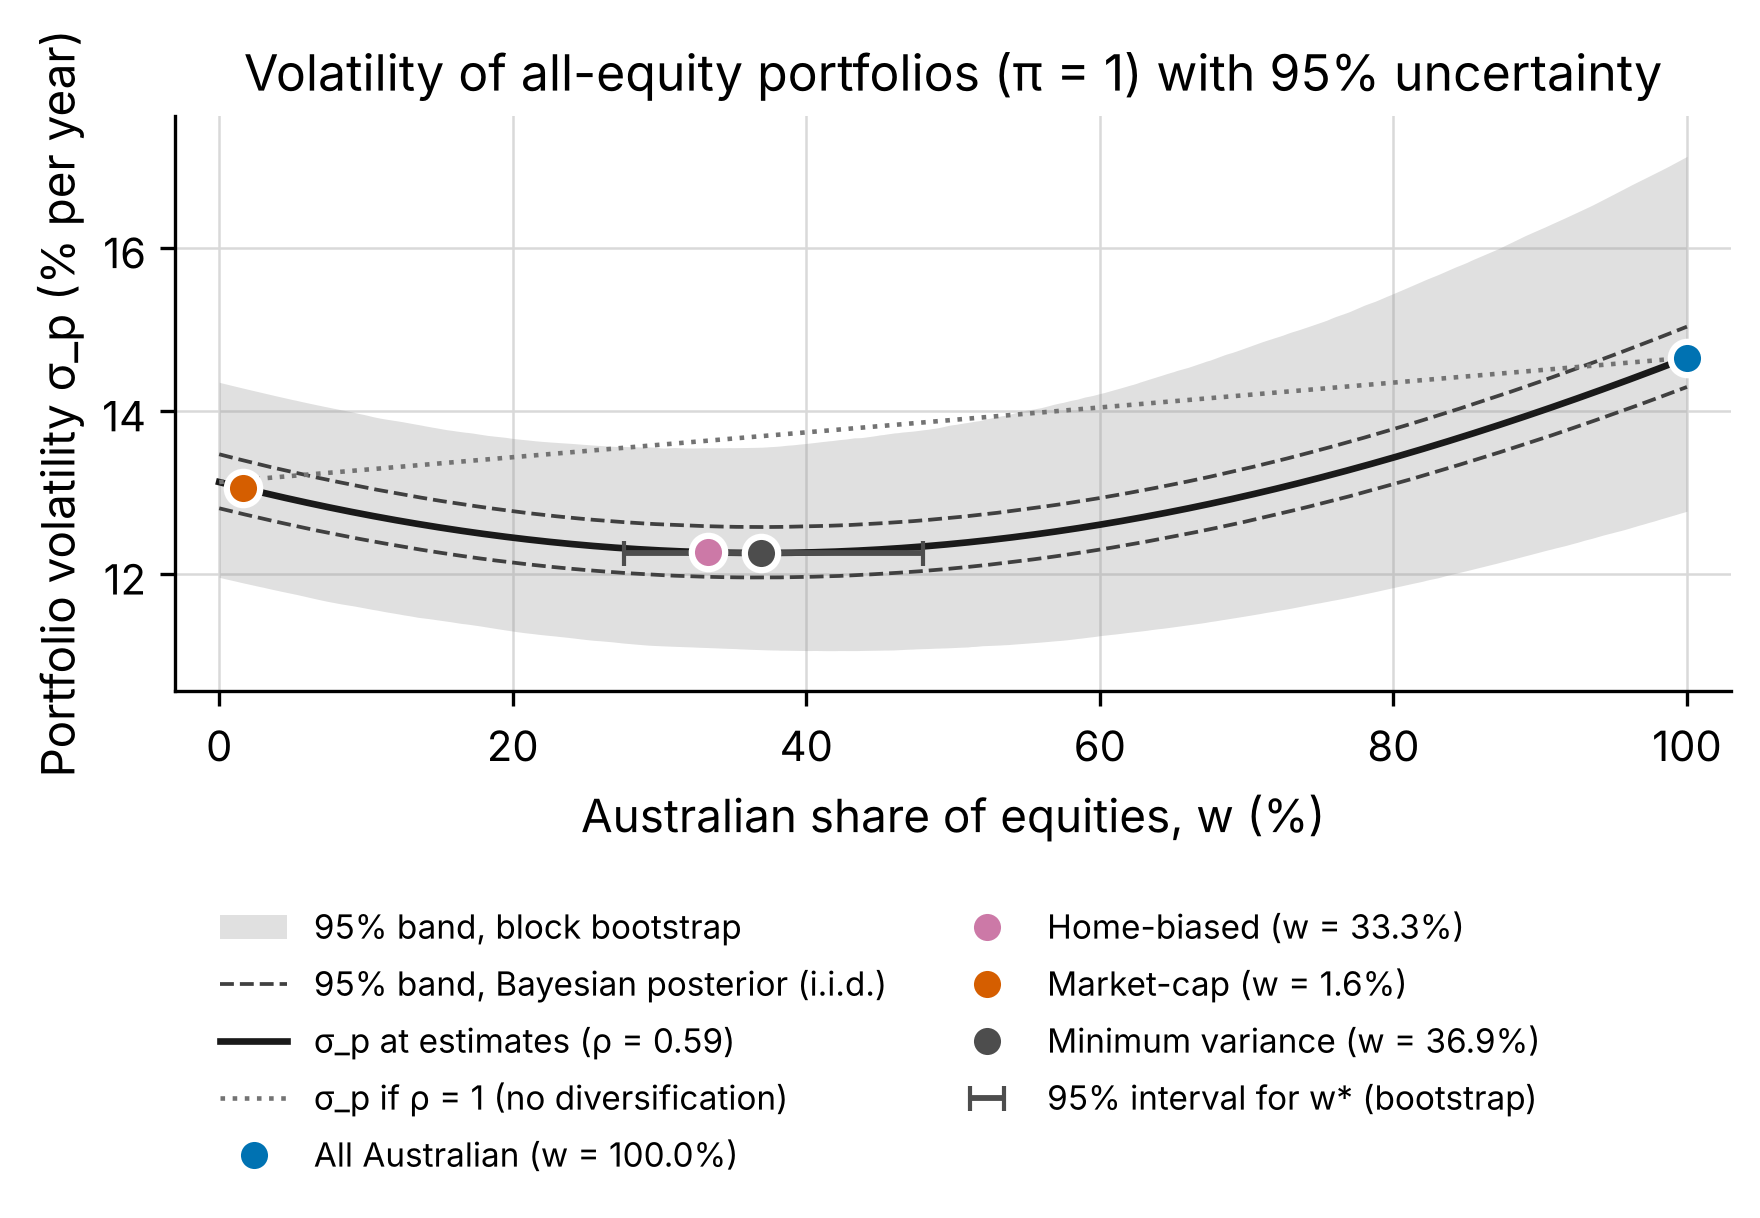 Volatility of all-equity portfolios (π = 1) with 95% uncertainty
Portfolio volatility σ_p (% per year)
16
14
12
0 20 40 60 80 100
Australian share of equities, w (%)
95% band, block bootstrap
95% band, Bayesian posterior (i.i.d.)
σ_p at estimates (ρ = 0.59)
σ_p if ρ = 1 (no diversification)
All Australian (w = 100.0%)
Home-biased (w = 33.3%)
Market-cap (w = 1.6%)
Minimum variance (w = 36.9%)
95% interval for w* (bootstrap)